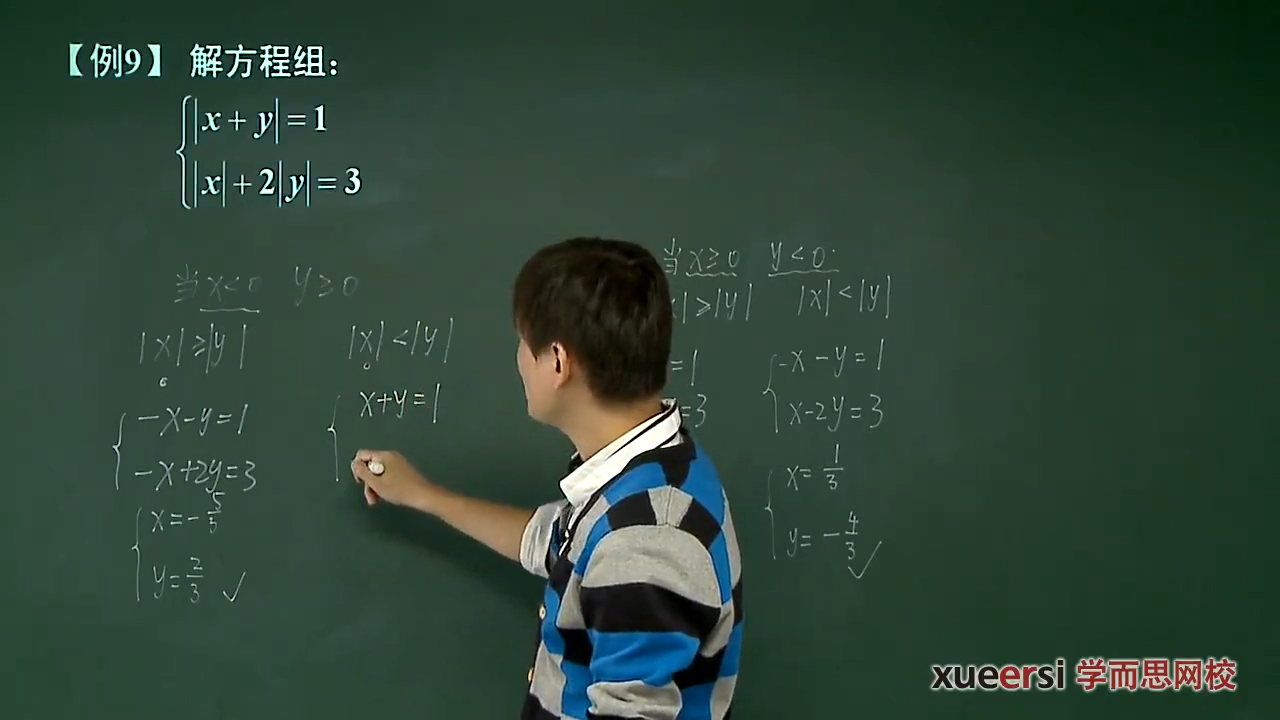 【例9】 解方程组：
|x + y| = 1
|x| + 2|y| = 3
当x<0 y≥0
|x|≥|y| |x|<|y|
-x-y=1
-x+2y=3
x=-5/3
y=2/3 ✓
x+y=1
当x≥0 y<0
x|≥|y| |x|<|y|
=1
=3
-x-y=1
x-2y=3
x=1/3
y=-4/3 ✓
xueersi 学而思网校